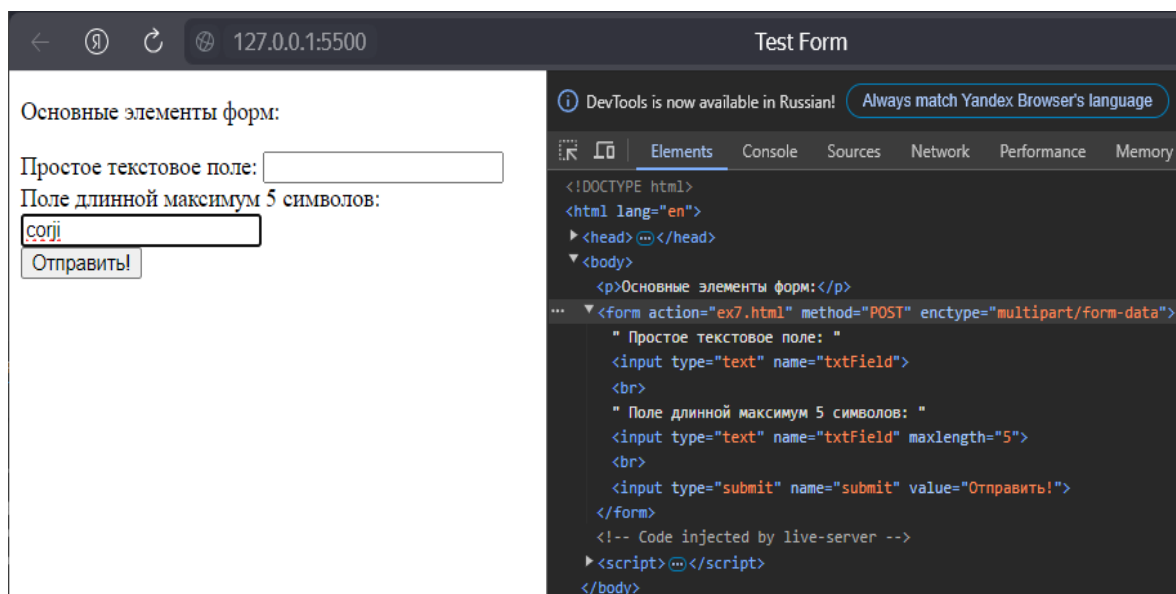 Я 127.0.0.1:5500 Test Form
Основные элементы форм:
Простое текстовое поле:
Поле длинной максимум 5 символов:
corji
Отправить!
DevTools is now available in Russian! Always match Yandex Browser's language
Elements Console Sources Network Performance Memory
<!DOCTYPE html>
<html lang="en">
<head> ••• </head>
<body>
<p>Основные элементы форм:</p>
••• <form action="ex7.html" method="POST" enctype="multipart/form-data">
" Простое текстовое поле: "
<input type="text" name="txtField">
<br>
" Поле длинной максимум 5 символов: "
<input type="text" name="txtField" maxlength="5">
<br>
<input type="submit" name="submit" value="Отправить!">
</form>
<!-- Code injected by live-server -->
<script> ••• </script>
</body>